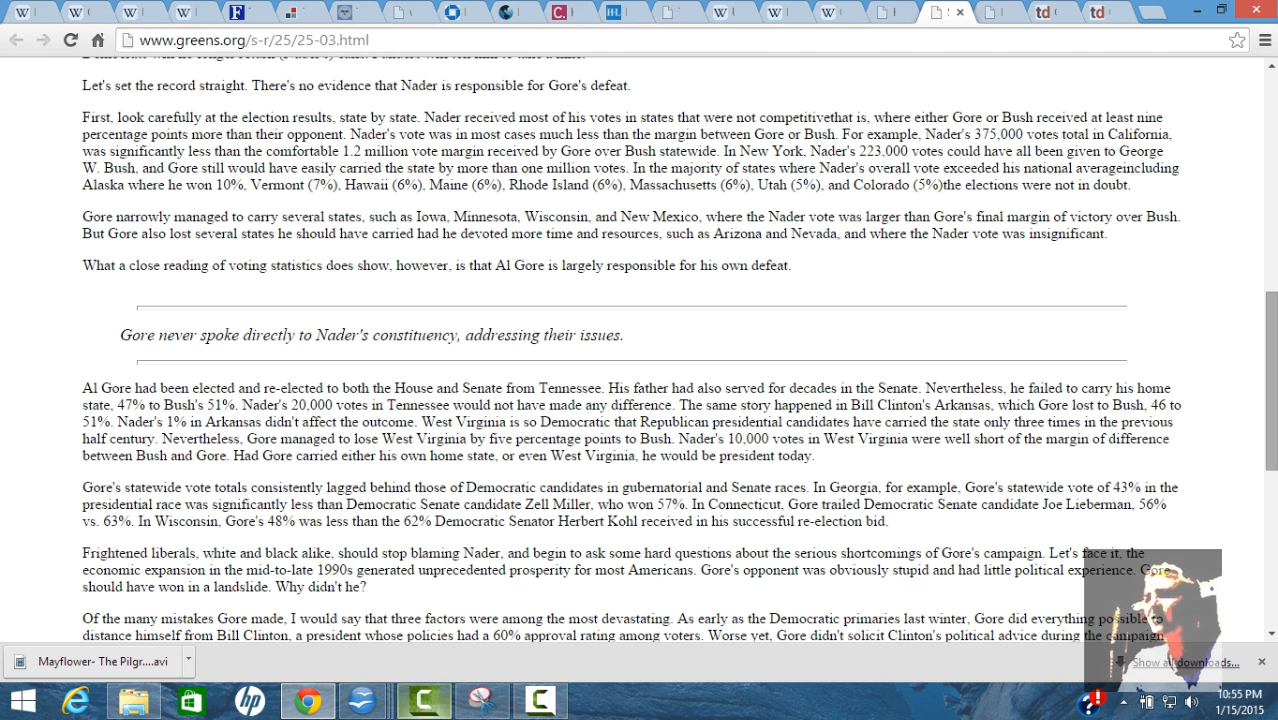 www.greens.org/s-r/25/25-03.html
Let's set the record straight. There's no evidence that Nader is responsible for Gore's defeat.
First, look carefully at the election results, state by state. Nader received most of his votes in states that were not competitivethat is, where either Gore or Bush received at least nine
percentage points more than their opponent. Nader's vote was in most cases much less than the margin between Gore or Bush. For example, Nader's 375,000 votes total in California,
was significantly less than the comfortable 1.2 million vote margin received by Gore over Bush statewide. In New York, Nader's 223,000 votes could have all been given to George
W. Bush, and Gore still would have easily carried the state by more than one million votes. In the majority of states where Nader's overall vote exceeded his national averageincluding
Alaska where he won 10%, Vermont (7%), Hawaii (6%), Maine (6%), Rhode Island (6%), Massachusetts (6%), Utah (5%), and Colorado (5%)the elections were not in doubt.
Gore narrowly managed to carry several states, such as Iowa, Minnesota, Wisconsin, and New Mexico, where the Nader vote was larger than Gore's final margin of victory over Bush.
But Gore also lost several states he should have carried had he devoted more time and resources, such as Arizona and Nevada, and where the Nader vote was insignificant.
What a close reading of voting statistics does show, however, is that Al Gore is largely responsible for his own defeat.
Gore never spoke directly to Nader's constituency, addressing their issues.
Al Gore had been elected and re-elected to both the House and Senate from Tennessee. His father had also served for decades in the Senate. Nevertheless, he failed to carry his home
state, 47% to Bush's 51%. Nader's 20,000 votes in Tennessee would not have made any difference. The same story happened in Bill Clinton's Arkansas, which Gore lost to Bush, 46 to
51%. Nader's 1% in Arkansas didn't affect the outcome. West Virginia is so Democratic that Republican presidential candidates have carried the state only three times in the previous
half century. Nevertheless, Gore managed to lose West Virginia by five percentage points to Bush. Nader's 10,000 votes in West Virginia were well short of the margin of difference
between Bush and Gore. Had Gore carried either his own home state, or even West Virginia, he would be president today.
Gore's statewide vote totals consistently lagged behind those of Democratic candidates in gubernatorial and Senate races. In Georgia, for example, Gore's statewide vote of 43% in the
presidential race was significantly less than Democratic Senate candidate Zell Miller, who won 57%. In Connecticut, Gore trailed Democratic Senate candidate Joe Lieberman, 56%
vs. 63%. In Wisconsin, Gore's 48% was less than the 62% Democratic Senator Herbert Kohl received in his successful re-election bid.
Frightened liberals, white and black alike, should stop blaming Nader, and begin to ask some hard questions about the serious shortcomings of Gore's campaign. Let's face it, the
economic expansion in the mid-to-late 1990s generated unprecedented prosperity for most Americans. Gore's opponent was obviously stupid and had little political experience. Gore
should have won in a landslide. Why didn't he?
Of the many mistakes Gore made, I would say that three factors were among the most devastating. As early as the Democratic primaries last winter, Gore did everything possible to
distance himself from Bill Clinton, a president whose policies had a 60% approval rating among voters. Worse yet, Gore didn't solicit Clinton's political advice during the campaign
Mayflower- The Pilgr....avi
Show all downloads...
10:55 PM
1/15/2015